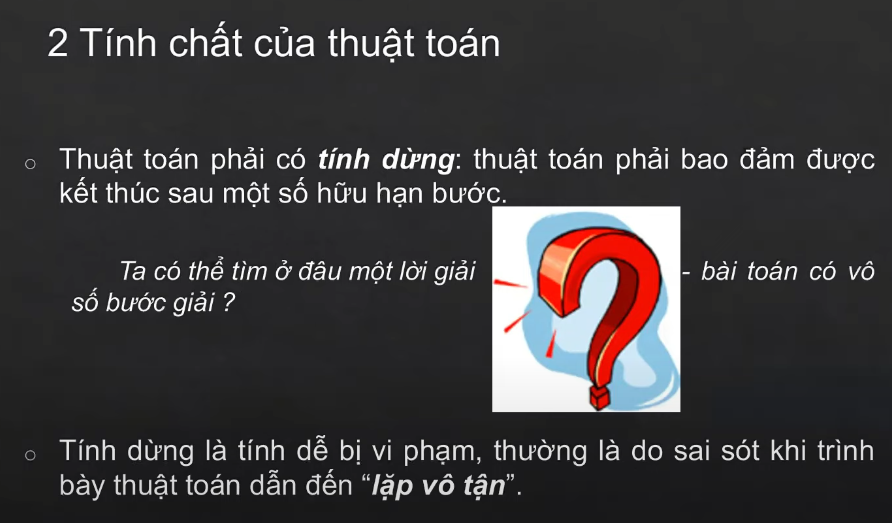 2 Tính chất của thuật toán
Thuật toán phải có tính dừng: thuật toán phải bao đảm được
kết thúc sau một số hữu hạn bước.
Ta có thể tìm ở đâu một lời giải - bài toán có vô
số bước giải ?
Tính dừng là tính dễ bị vi phạm, thường là do sai sót khi trình
bày thuật toán dẫn đến “lặp vô tận”.